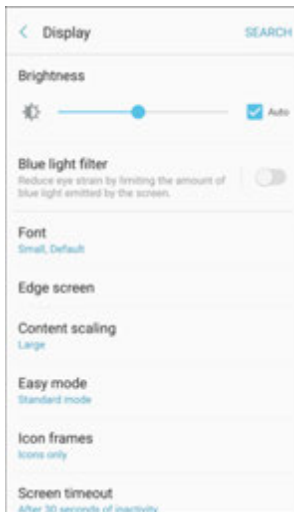 Display SEARCH
Brightness
Auto
Blue light filter
Reduce eye strain by limiting the amount of
blue light emitted by the screen.
Font
Small, Default
Edge screen
Content scaling
Large
Easy mode
Standard mode
Icon frames
Icons only
Screen timeout
After 30 seconds of inactivity